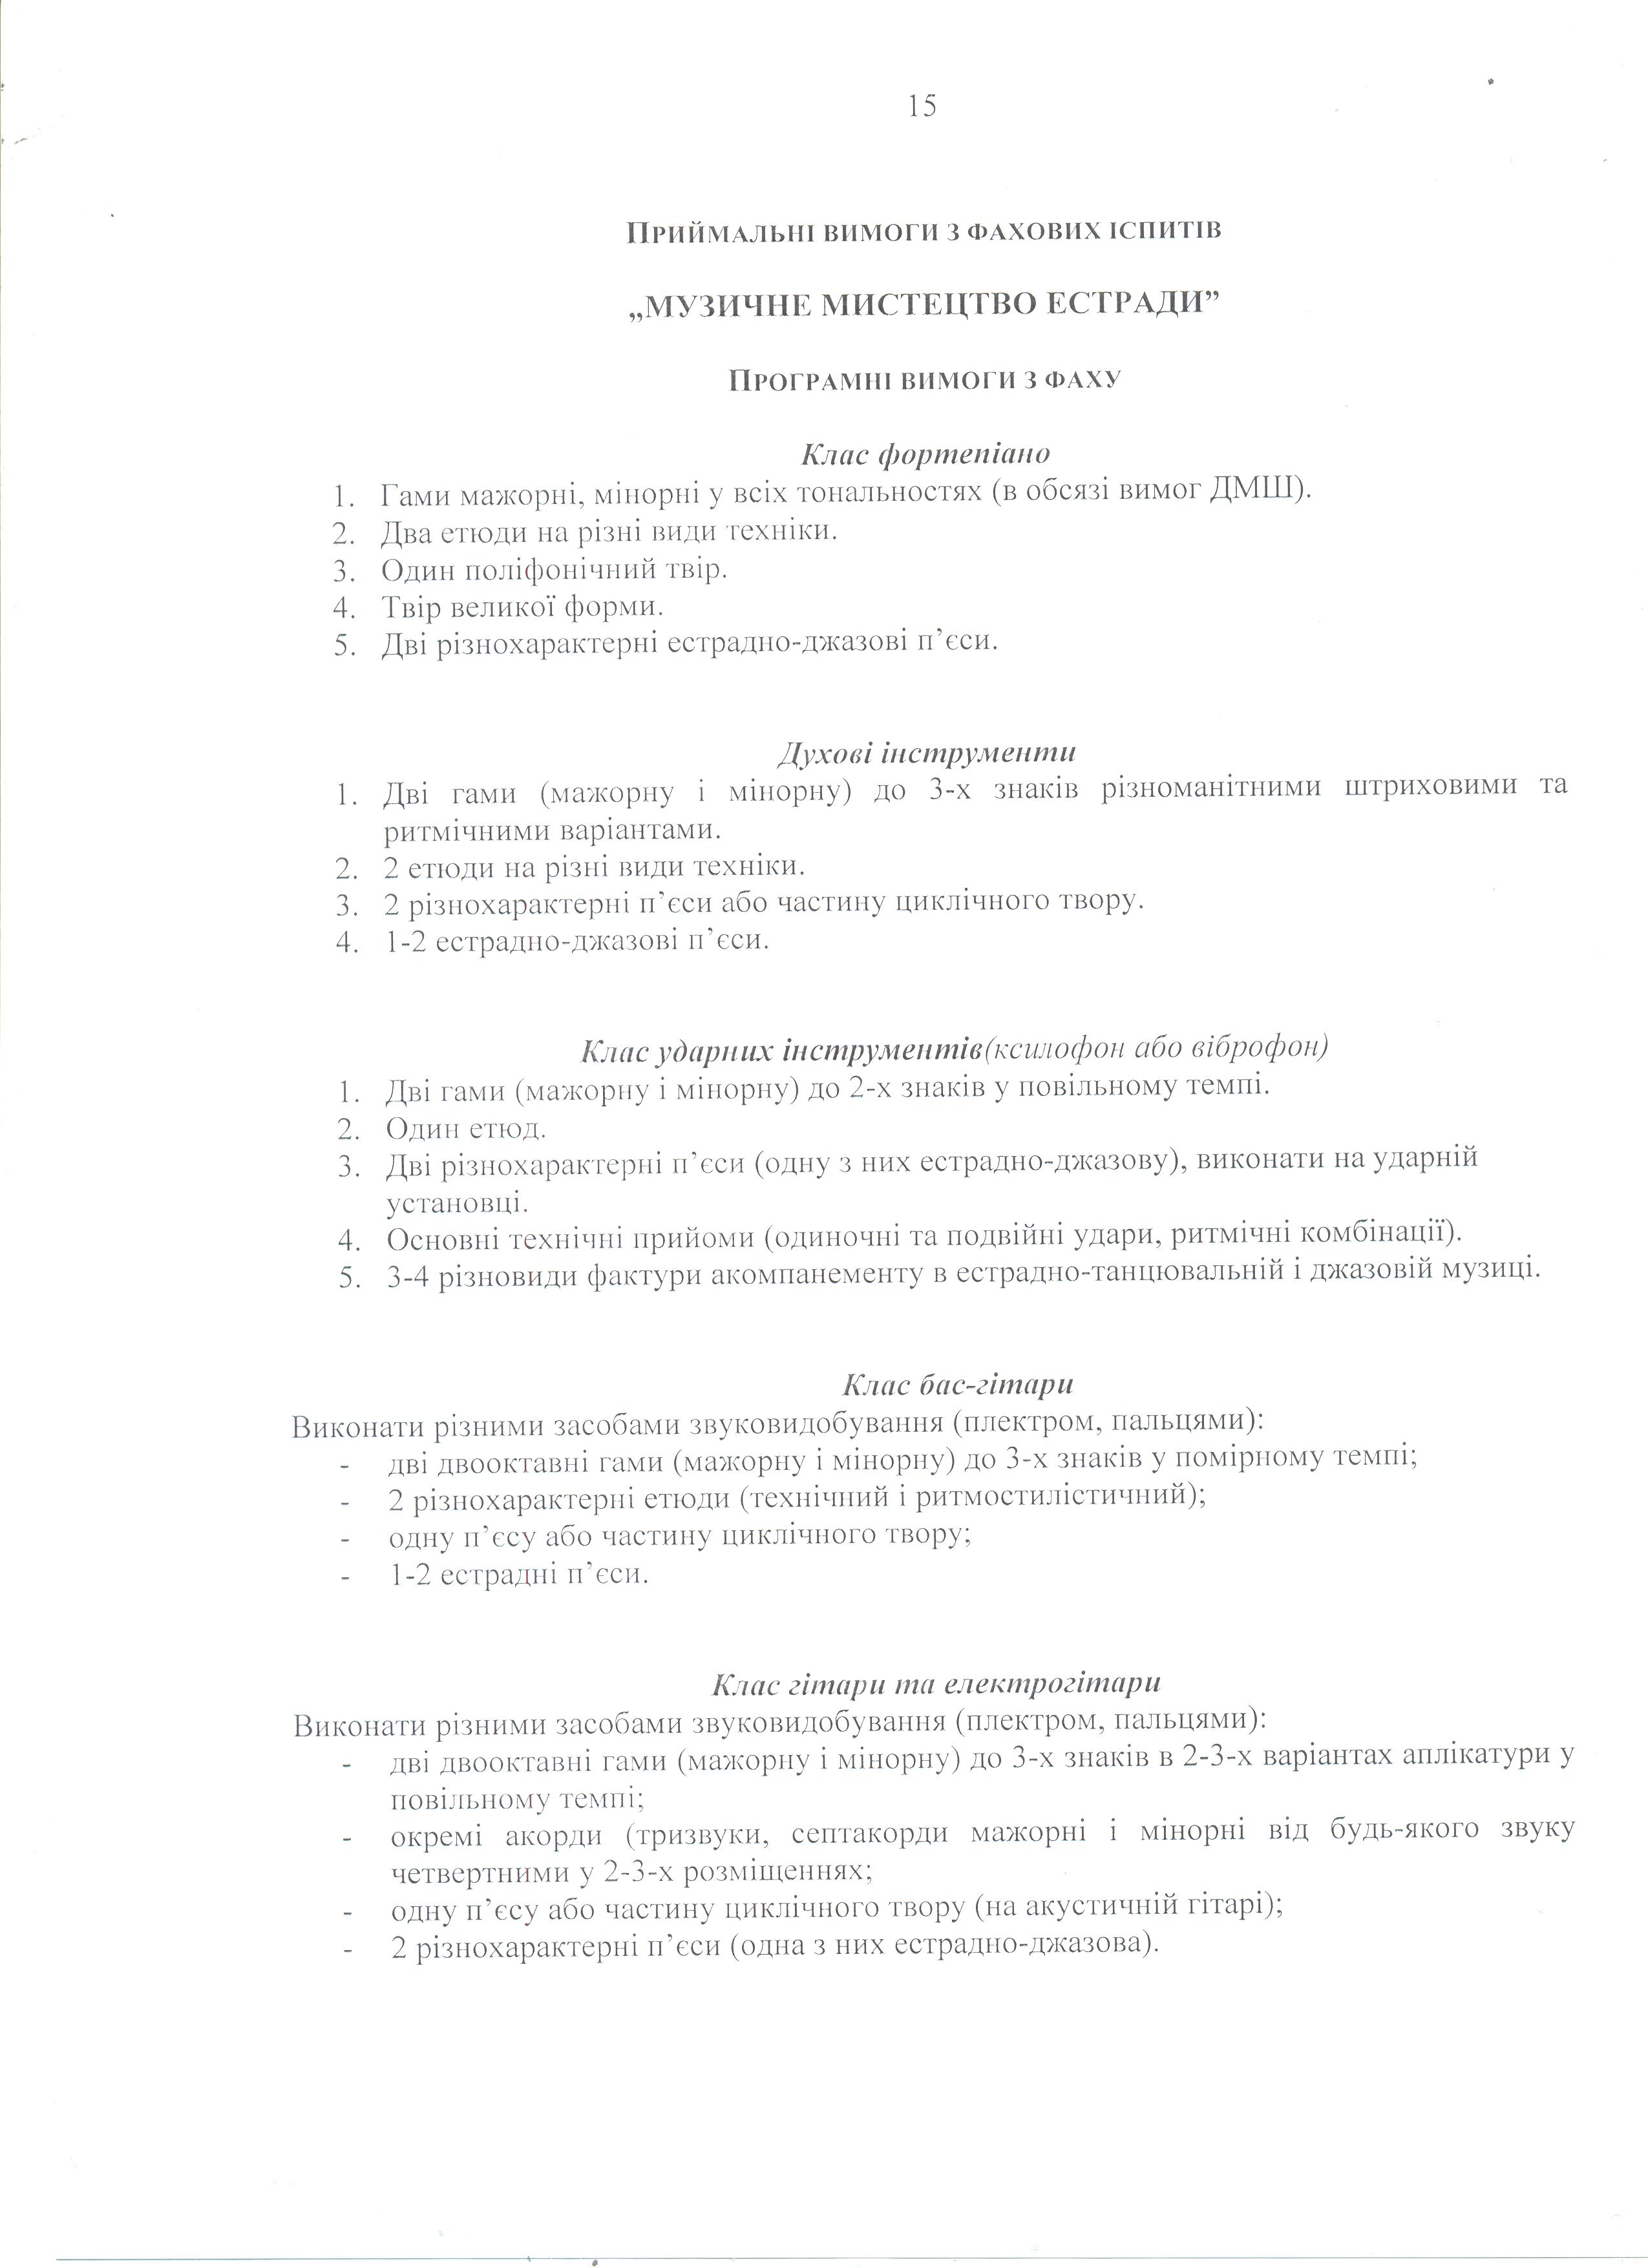 15
ПРИЙМАЛЬНІ ВИМОГИ З ФАХОВИХ ІСПИТІВ
„МУЗИЧНЕ МИСТЕЦТВО ЕСТРАДИ”
ПРОГРАМНІ ВИМОГИ З ФАХУ
Клас фортепіано
1. Гами мажорні, мінорні у всіх тональностях (в обсязі вимог ДМШ).
2. Два етюди на різні види техніки.
3. Один поліфонічний твір.
4. Твір великої форми.
5. Дві різнохарактерні естрадно-джазові п’єси.
Духові інструменти
1. Дві гами (мажорну і мінорну) до 3-х знаків різноманітними штриховими та
ритмічними варіантами.
2. 2 етюди на різні види техніки.
3. 2 різнохарактерні п’єси або частину циклічного твору.
4. 1-2 естрадно-джазові п’єси.
Клас ударних інструментів(ксилофон або віброфон)
1. Дві гами (мажорну і мінорну) до 2-х знаків у повільному темпі.
2. Один етюд.
3. Дві різнохарактерні п’єси (одну з них естрадно-джазову), виконати на ударній
установці.
4. Основні технічні прийоми (одиночні та подвійні удари, ритмічні комбінації).
5. 3-4 різновиди фактури акомпанементу в естрадно-танцювальній і джазовій музиці.
Клас бас-гітари
Виконати різними засобами звуковидобування (плектром, пальцями):
- дві двооктавні гами (мажорну і мінорну) до 3-х знаків у помірному темпі;
- 2 різнохарактерні етюди (технічний і ритмостилістичний);
- одну п’єсу або частину циклічного твору;
- 1-2 естрадні п’єси.
Клас гітари та електрогітари
Виконати різними засобами звуковидобування (плектром, пальцями):
- дві двооктавні гами (мажорну і мінорну) до 3-х знаків в 2-3-х варіантах аплікатури у
повільному темпі;
- окремі акорди (тризвуки, септакорди мажорні і мінорні від будь-якого звуку
четвертними у 2-3-х розміщеннях;
- одну п’єсу або частину циклічного твору (на акустичній гітарі);
- 2 різнохарактерні п’єси (одна з них естрадно-джазова).